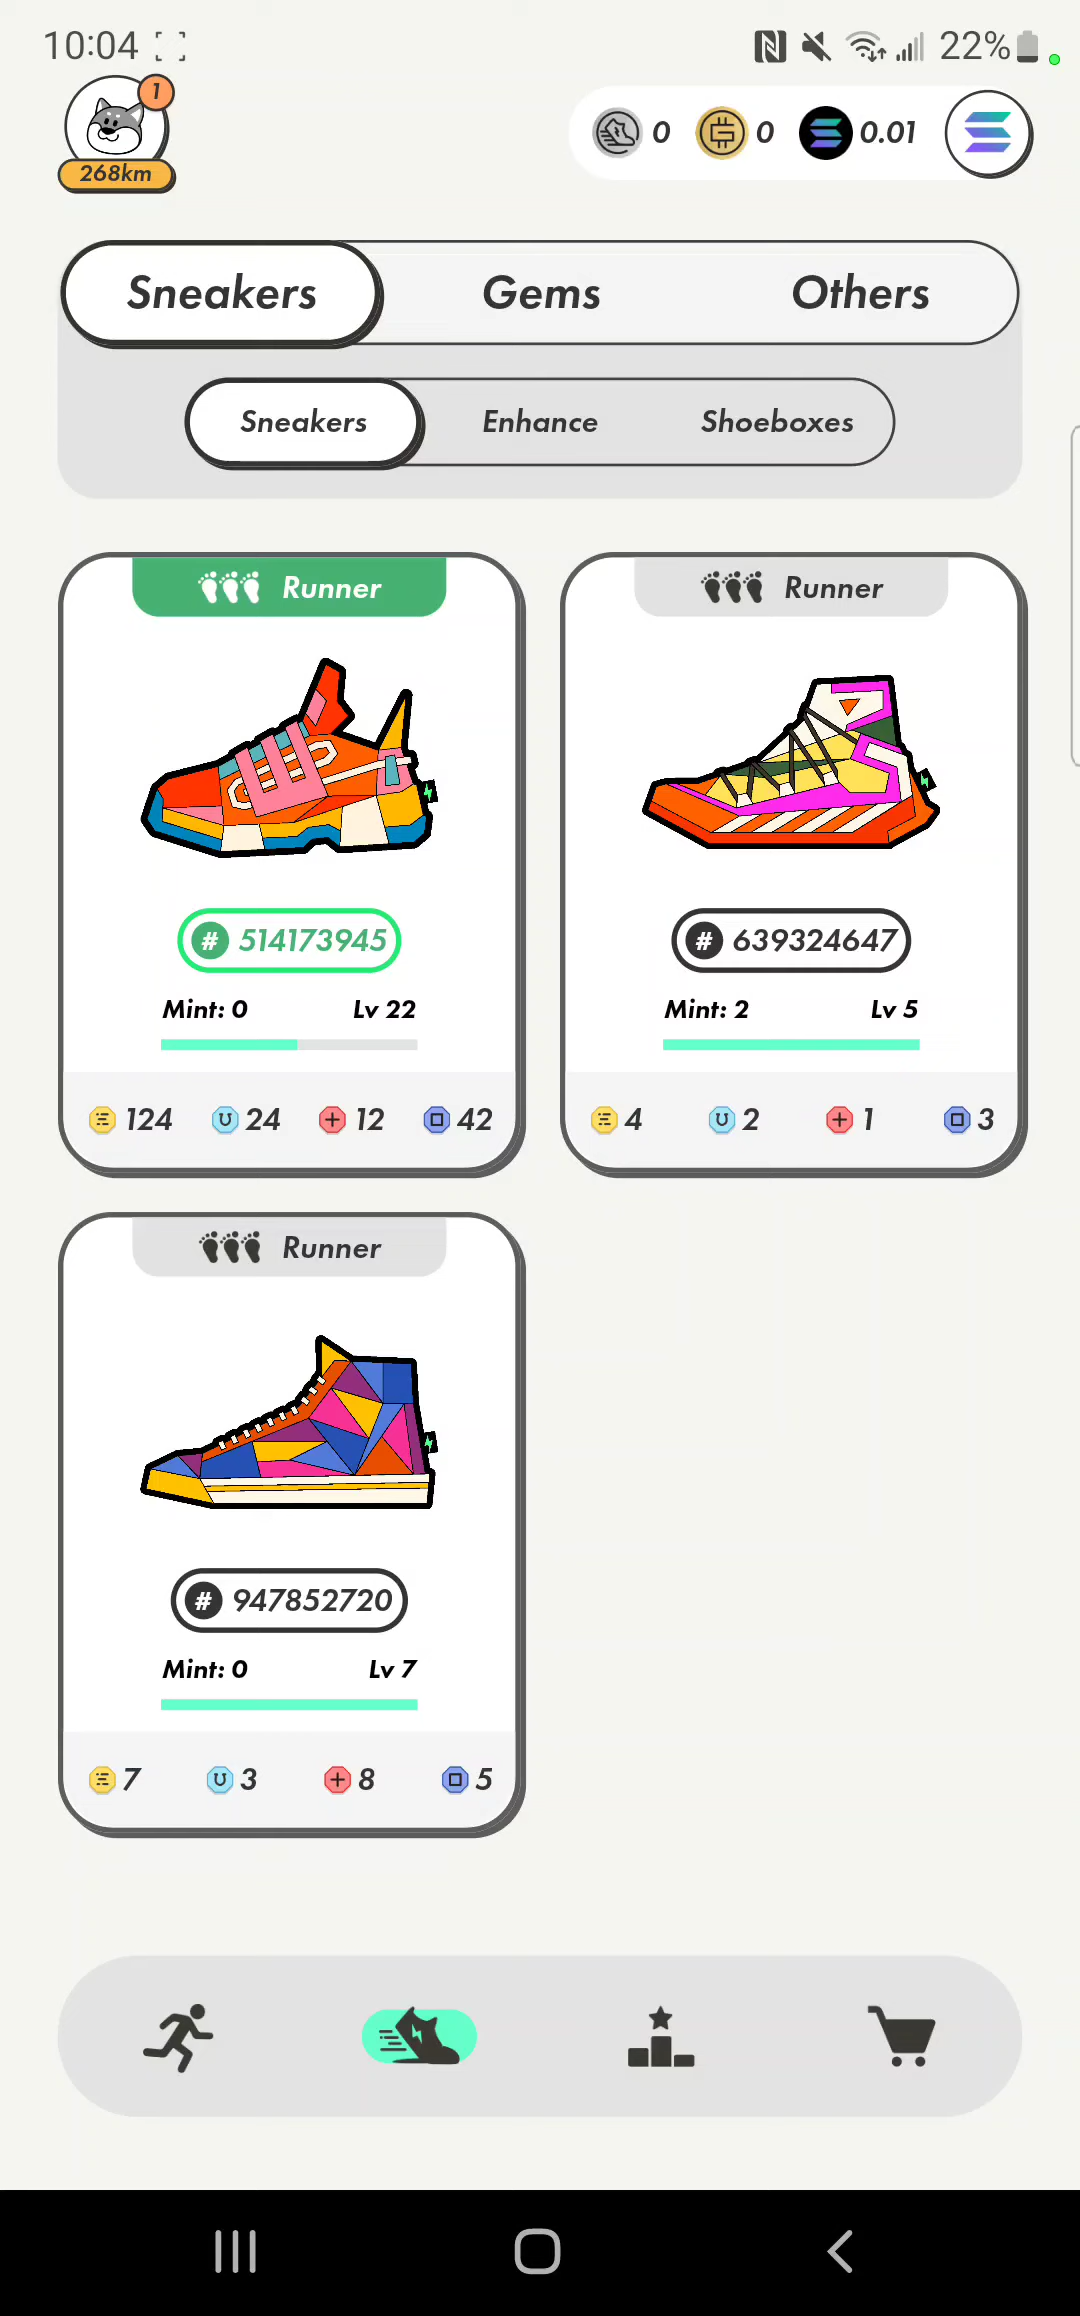 10:04 22%
1
268km
0 0 0.01
Sneakers Gems Others
Sneakers Enhance Shoeboxes
Runner
# 514173945
Mint: 0 Lv 22
124 24 12 42
Runner
# 639324647
Mint: 2 Lv 5
4 2 1 3
Runner
# 947852720
Mint: 0 Lv 7
7 3 8 5